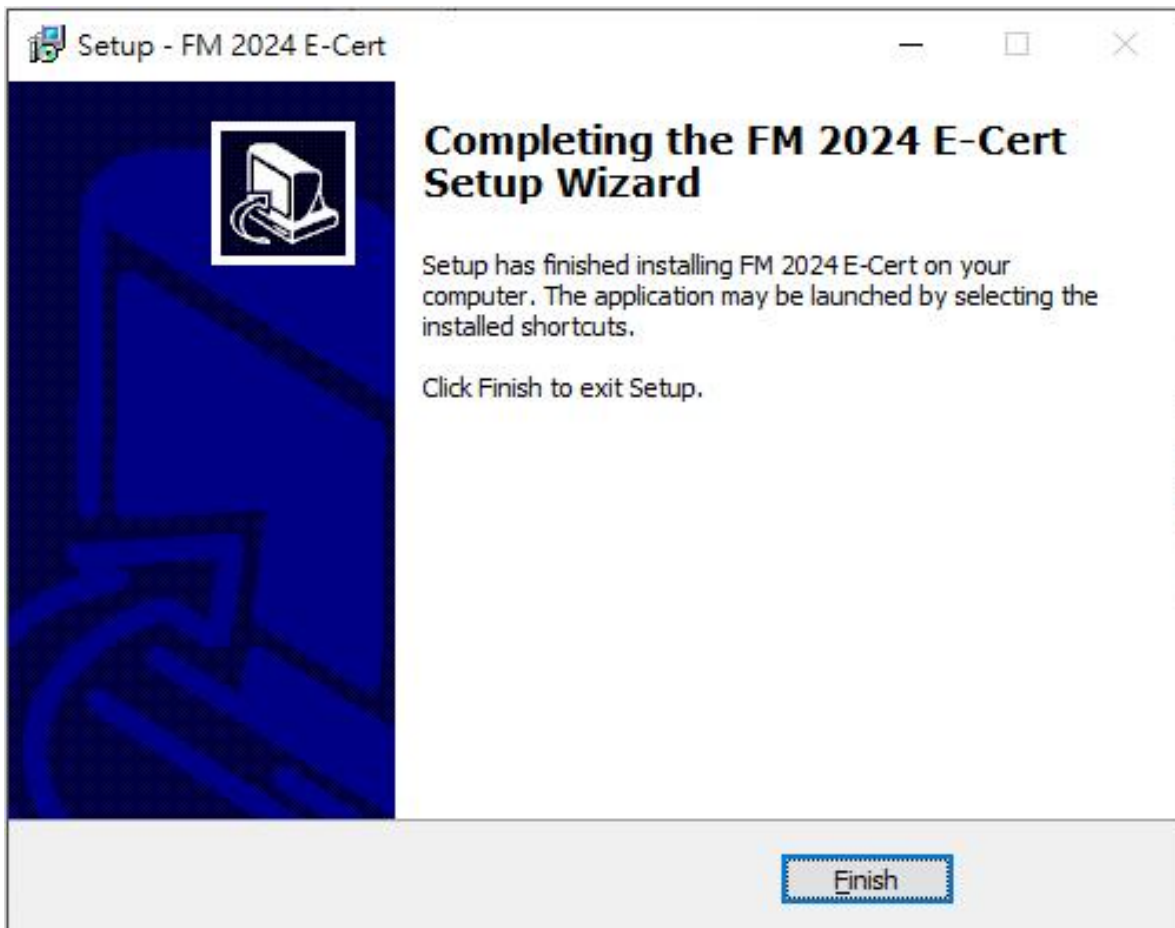 Setup - FM 2024 E-Cert
Completing the FM 2024 E-Cert
Setup Wizard
Setup has finished installing FM 2024 E-Cert on your
computer. The application may be launched by selecting the
installed shortcuts.
Click Finish to exit Setup.
Finish